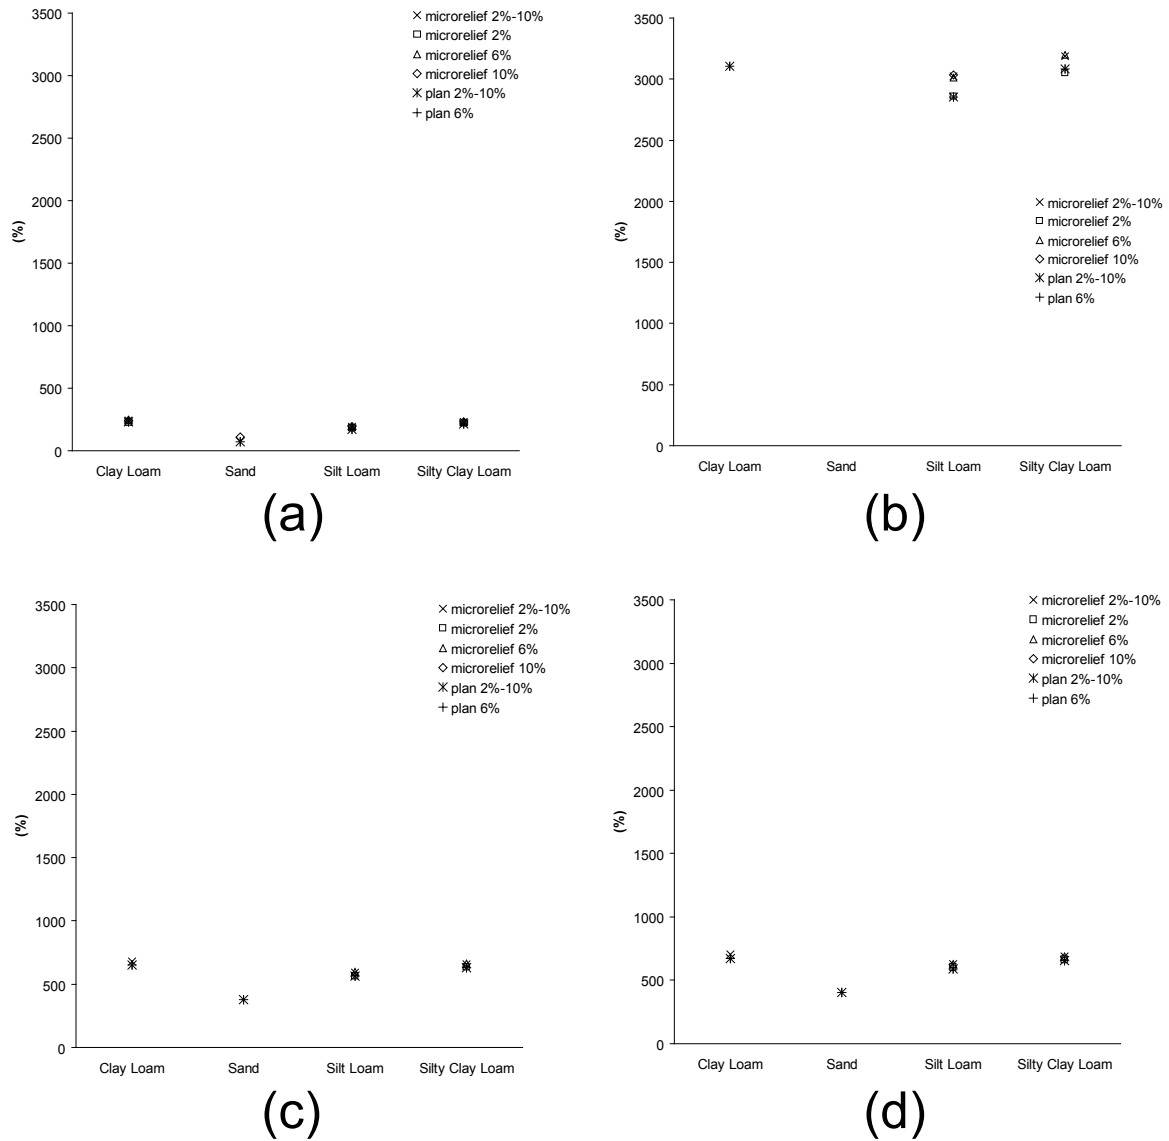 3500
3000
2500
2000
1500
1000
500
0
(%)
Clay Loam Sand Silt Loam Silty Clay Loam
microrelief 2%-10%
microrelief 2%
microrelief 6%
microrelief 10%
plan 2%-10%
plan 6%
(a)
3500
3000
2500
2000
1500
1000
500
0
(%)
Clay Loam Sand Silt Loam Silty Clay Loam
microrelief 2%-10%
microrelief 2%
microrelief 6%
microrelief 10%
plan 2%-10%
plan 6%
(b)
3500
3000
2500
2000
1500
1000
500
0
(%)
Clay Loam Sand Silt Loam Silty Clay Loam
microrelief 2%-10%
microrelief 2%
microrelief 6%
microrelief 10%
plan 2%-10%
plan 6%
(c)
3500
3000
2500
2000
1500
1000
500
0
(%)
Clay Loam Sand Silt Loam Silty Clay Loam
microrelief 2%-10%
microrelief 2%
microrelief 6%
microrelief 10%
plan 2%-10%
plan 6%
(d)